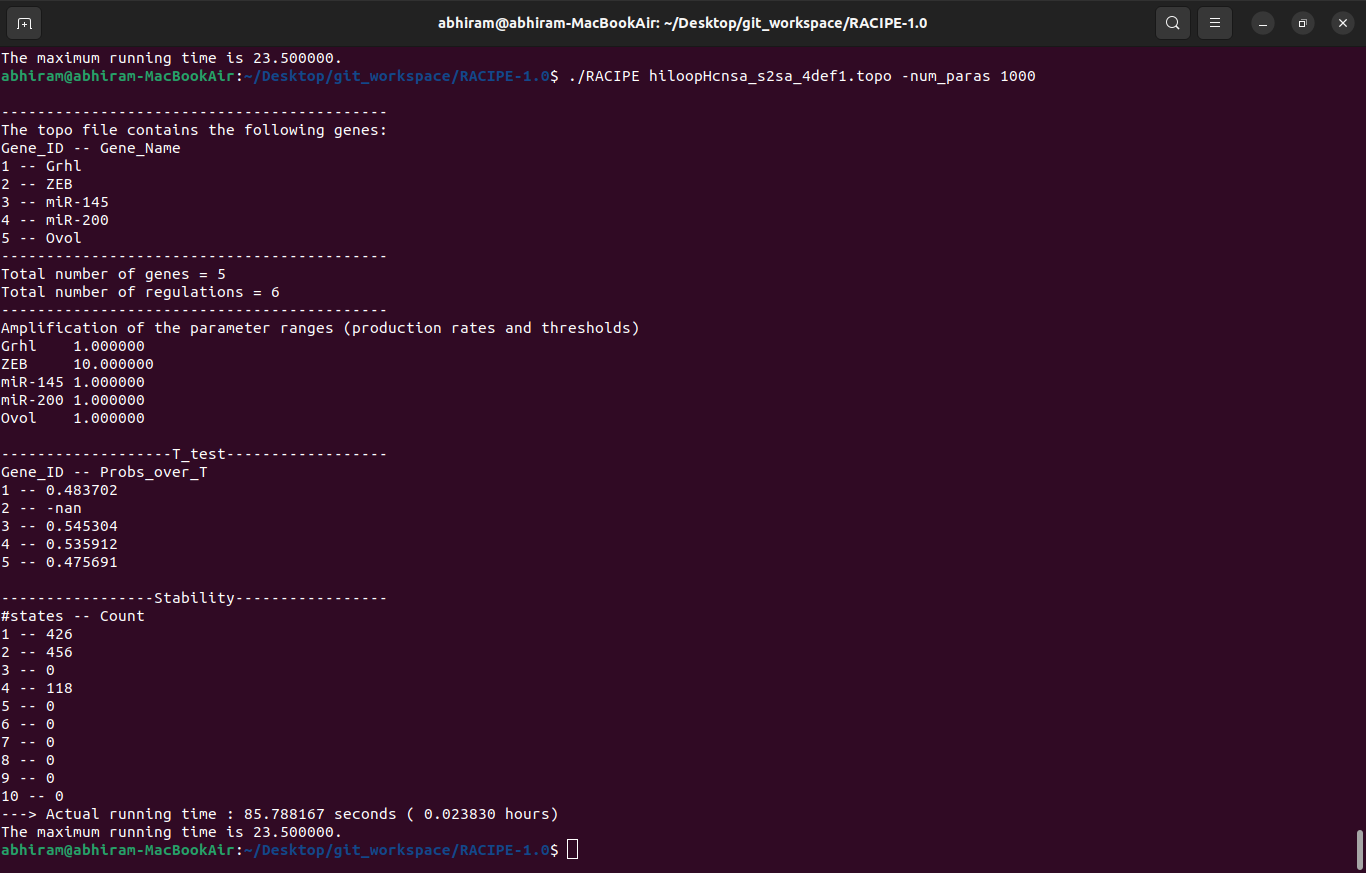 abhiram@abhiram-MacBookAir: ~/Desktop/git_workspace/RACIPE-1.0
The maximum running time is 23.500000.
abhiram@abhiram-MacBookAir:~/Desktop/git_workspace/RACIPE-1.0$ ./RACIPE hiloopHcnsa_s2sa_4def1.topo -num_paras 1000
-------------------------------------------
The topo file contains the following genes:
Gene_ID -- Gene_Name
1 -- Grhl
2 -- ZEB
3 -- miR-145
4 -- miR-200
5 -- Ovol
-------------------------------------------
Total number of genes = 5
Total number of regulations = 6
-------------------------------------------
Amplification of the parameter ranges (production rates and thresholds)
Grhl    1.000000
ZEB     10.000000
miR-145 1.000000
miR-200 1.000000
Ovol    1.000000
-------------------T_test------------------
Gene_ID -- Probs_over_T
1 -- 0.483702
2 -- -nan
3 -- 0.545304
4 -- 0.535912
5 -- 0.475691
-----------------Stability-----------------
#states -- Count
1 -- 426
2 -- 456
3 -- 0
4 -- 118
5 -- 0
6 -- 0
7 -- 0
8 -- 0
9 -- 0
10 -- 0
---> Actual running time : 85.788167 seconds ( 0.023830 hours)
The maximum running time is 23.500000.
abhiram@abhiram-MacBookAir:~/Desktop/git_workspace/RACIPE-1.0$